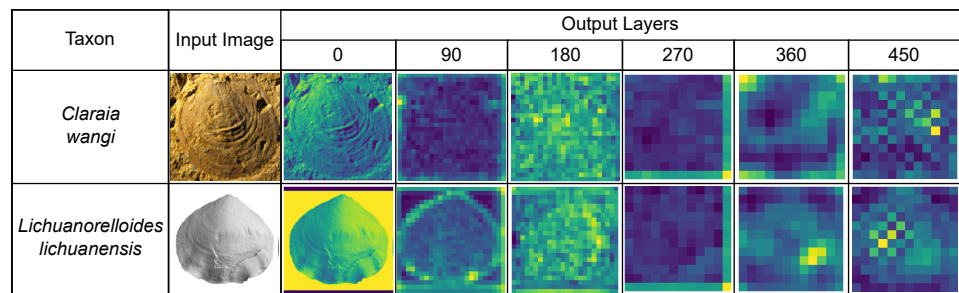 Taxon Input Image Output Layers
0 90 180 270 360 450
Claraia
wangi
Lichuanorelloides
lichuanensis